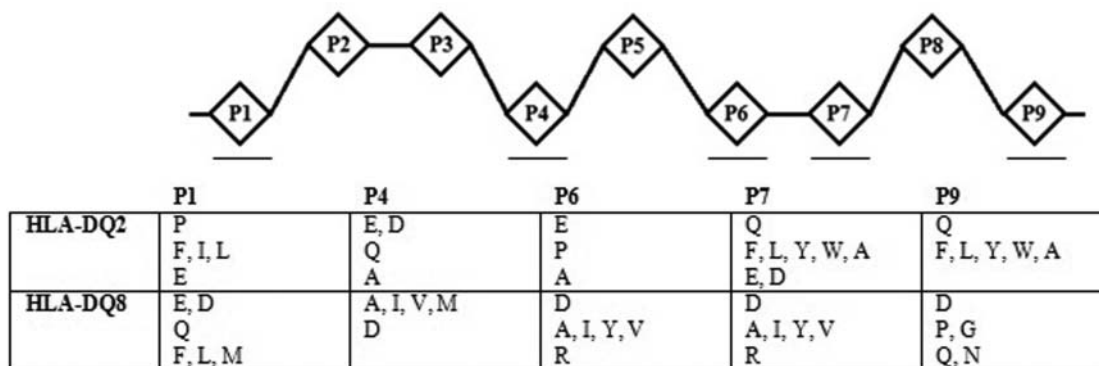 P1 P2 P3 P4 P5 P6 P7 P8 P9
P1 P4 P6 P7 P9
HLA-DQ2 P E, D E Q Q
F, I, L Q P F, L, Y, W, A F, L, Y, W, A
E A A E, D
HLA-DQ8 E, D A, I, V, M D D D
Q D A, I, Y, V A, I, Y, V P, G
F, L, M R R Q, N